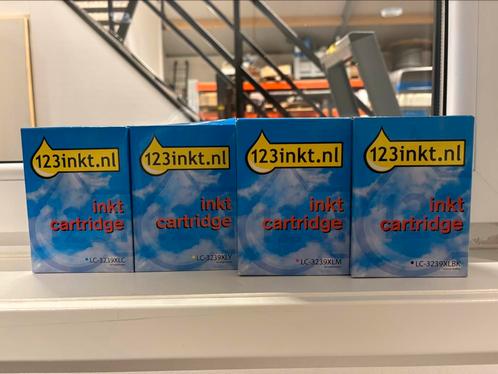 123inkt.nl
inkt
cartridge
LC-3239XLC
123inkt.nl
inkt
cartridge
LC-3239XLY
123inkt.nl
inkt
cartridge
LC-3239XLM
123inkt.nl
inkt
cartridge
LC-3239XLBK